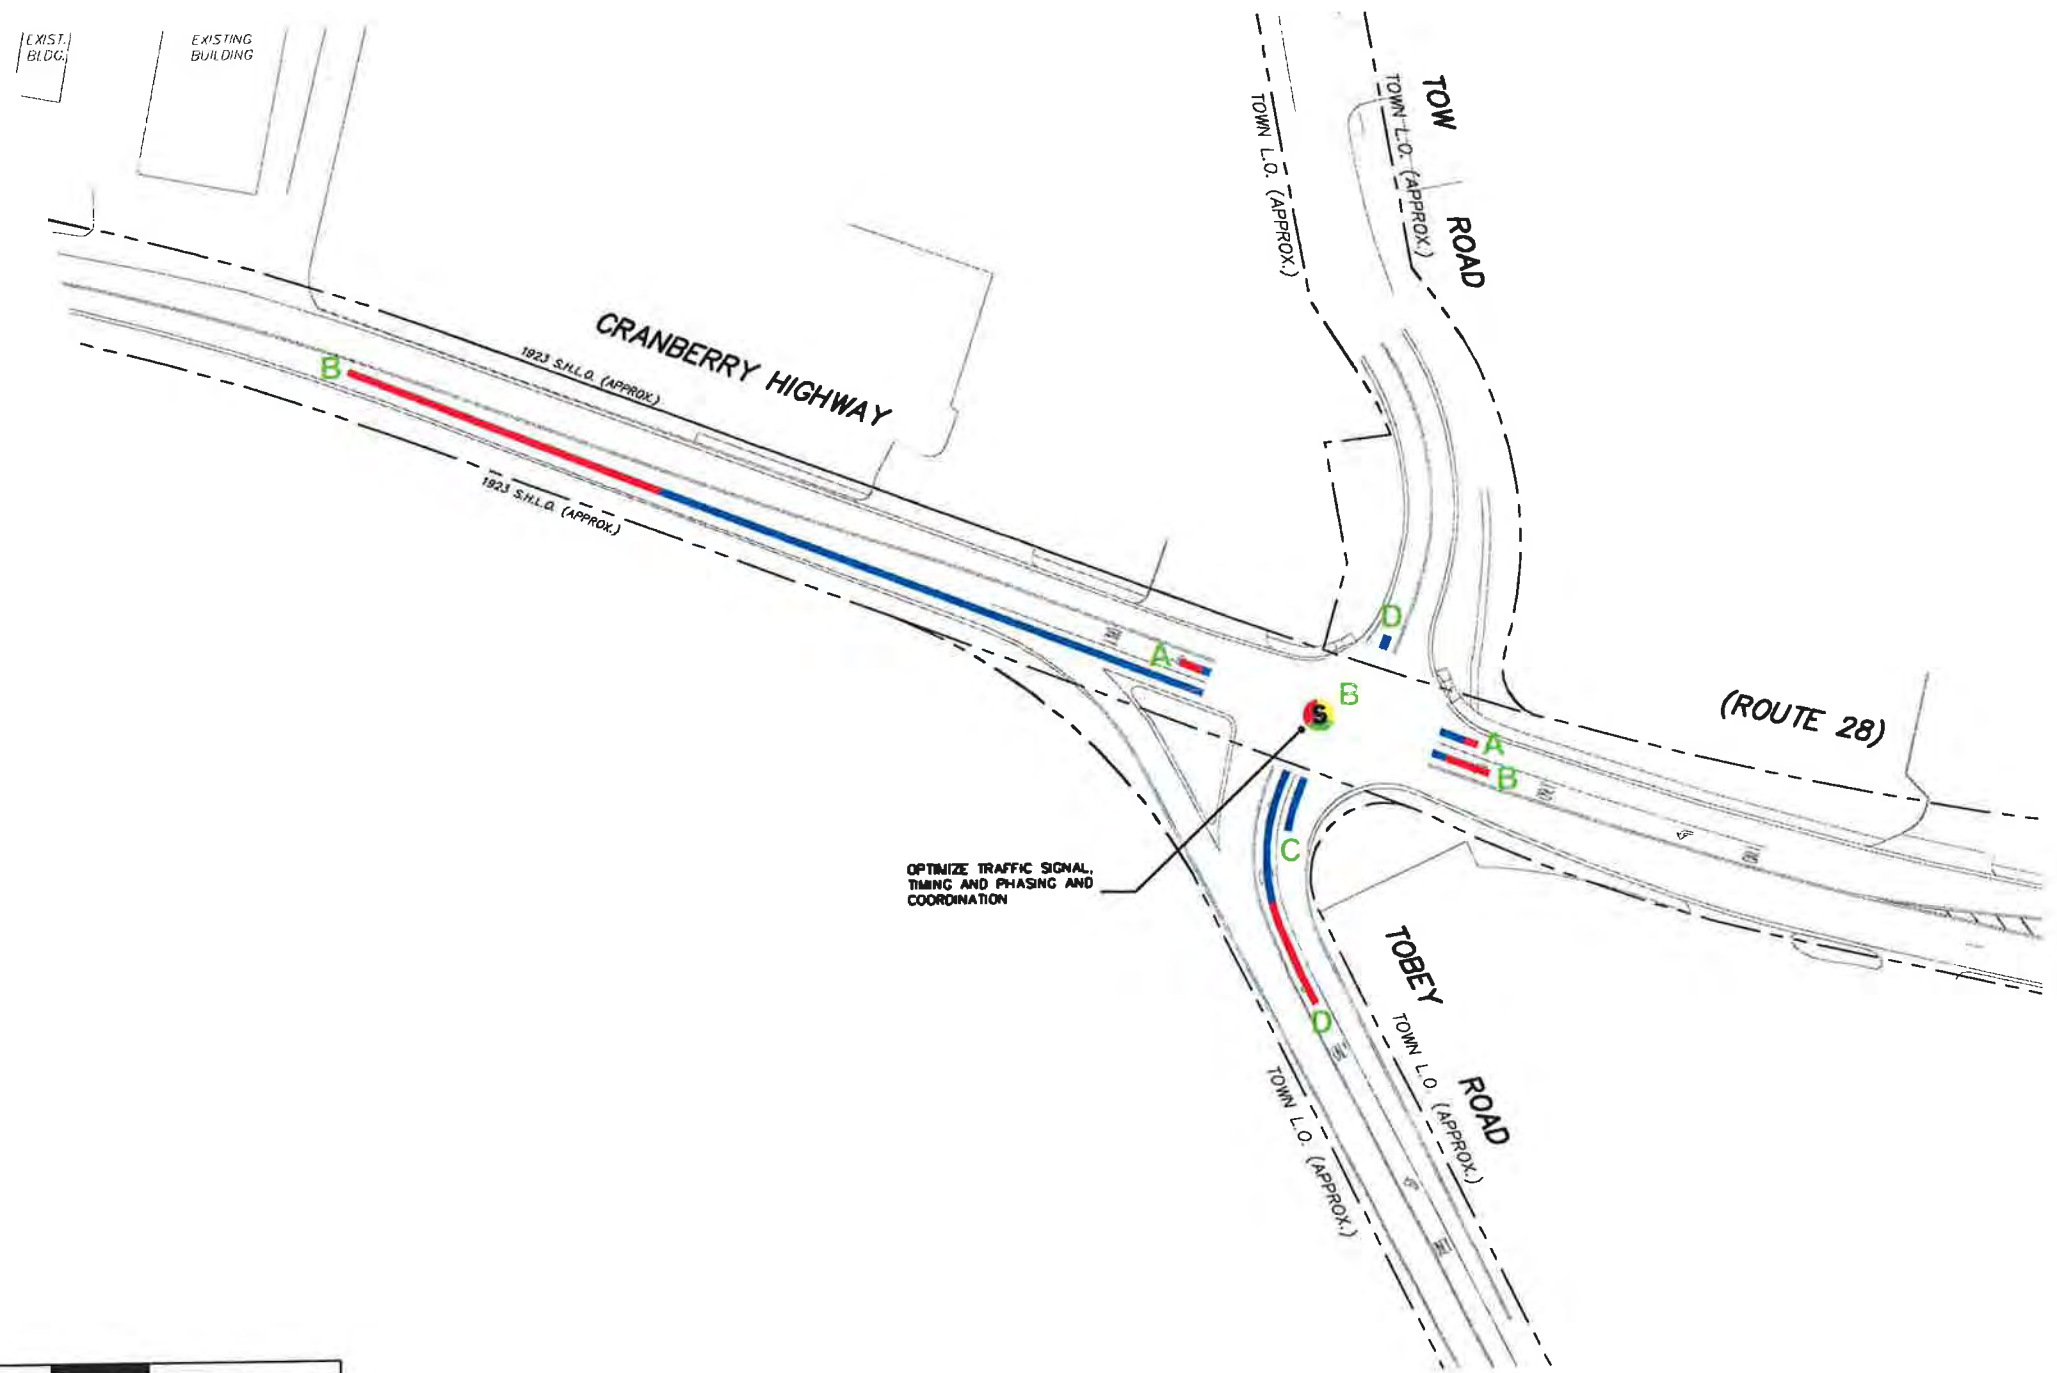 EXIST.
BLDG.
EXISTING
BUILDING
TOW ROAD
TOWN L.O. (APPROX.)
TOWN L.O. (APPROX.)
CRANBERRY HIGHWAY
1923 S.H.L.O. (APPROX.)
B
1923 S.H.L.O. (APPROX.)
D
A
B
S
(ROUTE 28)
A
B
C
OPTIMIZE TRAFFIC SIGNAL,
TIMING AND PHASING AND
COORDINATION
TOBEY ROAD
D
TOWN L.O. (APPROX.)
TOWN L.O. (APPROX.)